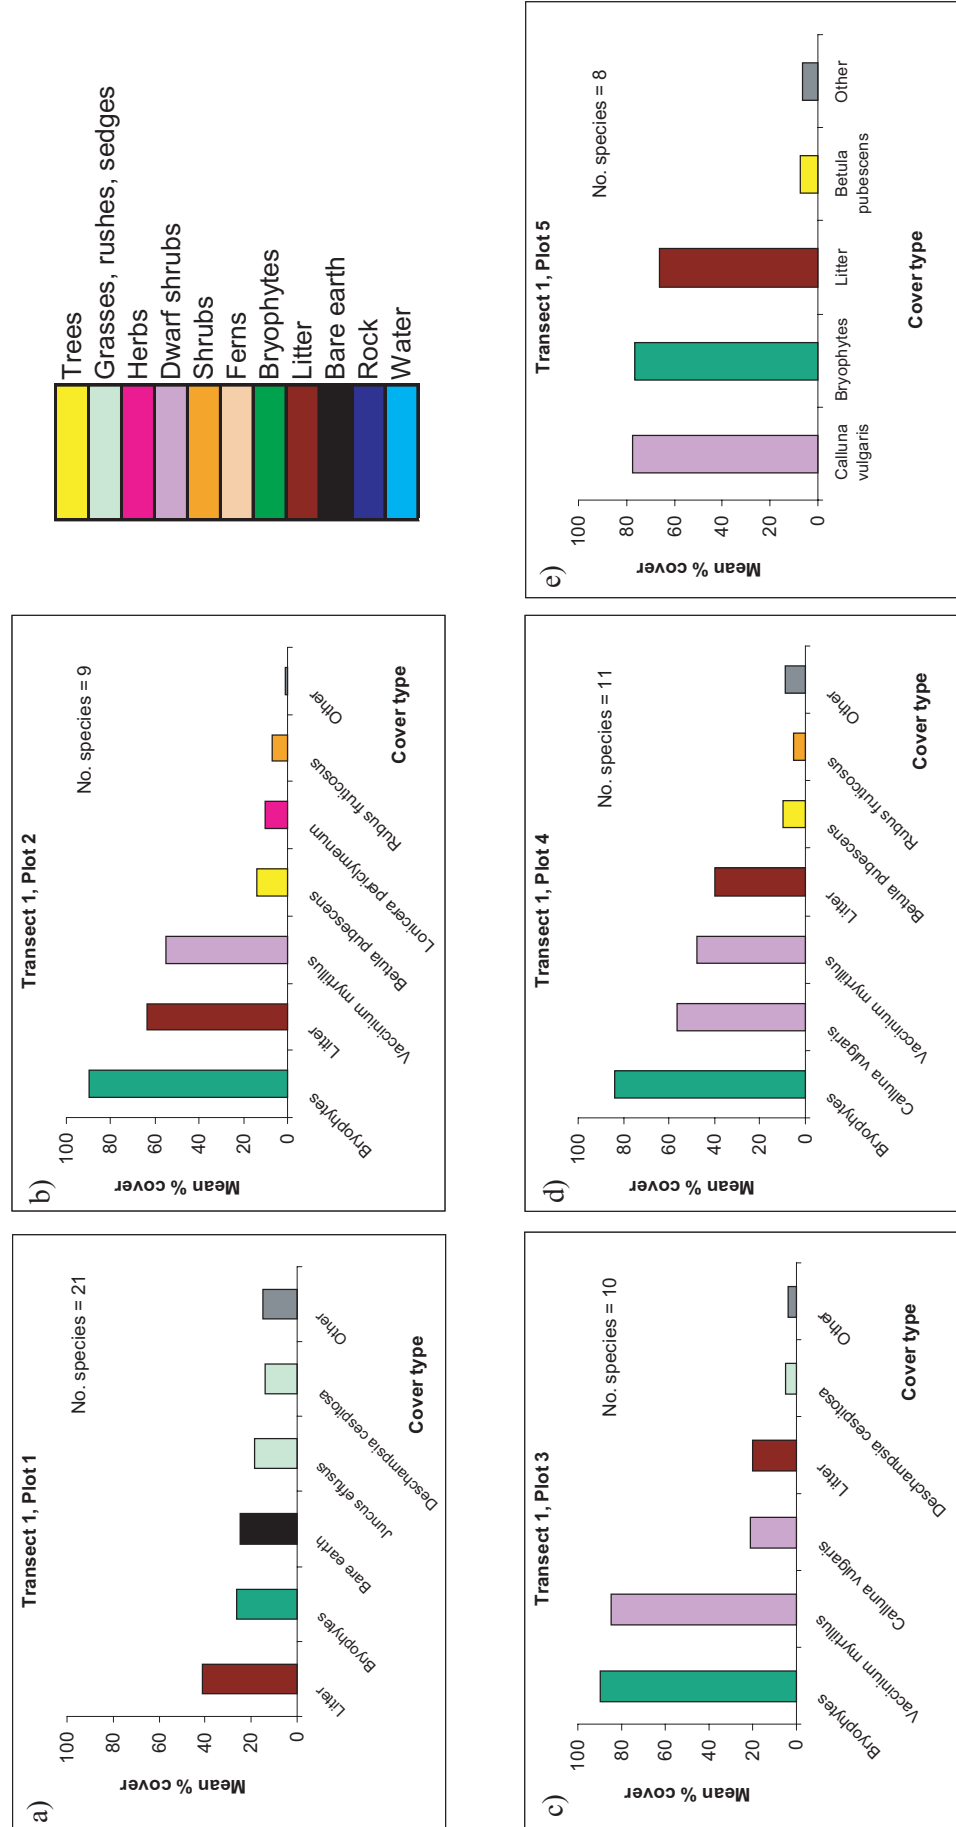 a)
Transect 1, Plot 1
No. species = 21
Mean % cover
100
80
60
40
20
0
Litter
Bryophytes
Bare earth
Juncus effusus
Deschampsia cespitosa
Other
Cover type
b)
Transect 1, Plot 2
No. species = 9
Mean % cover
100
80
60
40
20
0
Bryophytes
Litter
Vaccinium myrtillus
Betula pubescens
Lonicera periclymenum
Rubus fruticosus
Other
Cover type
Trees
Grasses, rushes, sedges
Herbs
Dwarf shrubs
Shrubs
Ferns
Bryophytes
Litter
Bare earth
Rock
Water
c)
Transect 1, Plot 3
No. species = 10
Mean % cover
100
80
60
40
20
0
Bryophytes
Vaccinium myrtillus
Calluna vulgaris
Litter
Deschampsia cespitosa
Other
Cover type
d)
Transect 1, Plot 4
No. species = 11
Mean % cover
100
80
60
40
20
0
Bryophytes
Calluna vulgaris
Vaccinium myrtillus
Litter
Betula pubescens
Rubus fruticosus
Other
Cover type
e)
Transect 1, Plot 5
No. species = 8
Mean % cover
100
80
60
40
20
0
Calluna
vulgaris
Bryophytes
Litter
Betula
pubescens
Other
Cover type